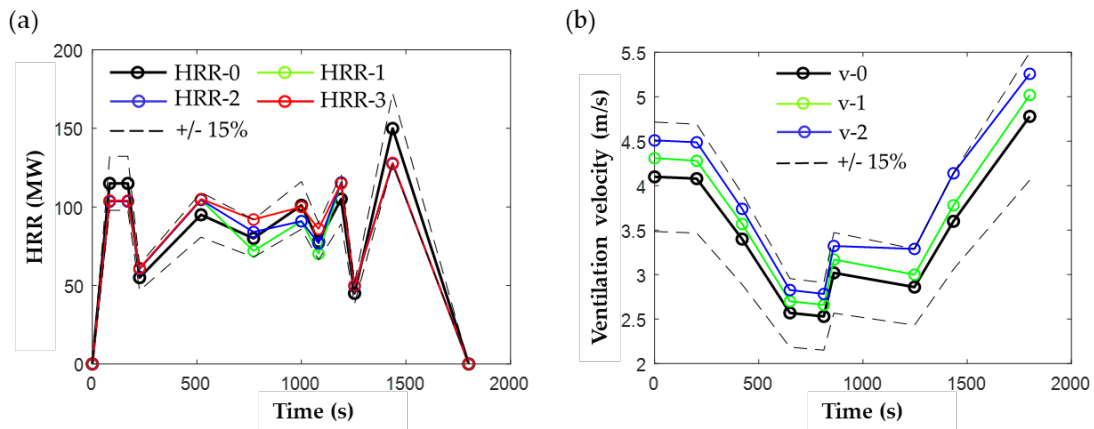 (a)
200
150
100
50
0
HRR (MW)
HRR-0
HRR-1
HRR-2
HRR-3
+/- 15%
0
500
1000
1500
2000
Time (s)
(b)
5.5
5
4.5
4
3.5
3
2.5
2
Ventilation velocity (m/s)
v-0
v-1
v-2
+/- 15%
0
500
1000
1500
2000
Time (s)